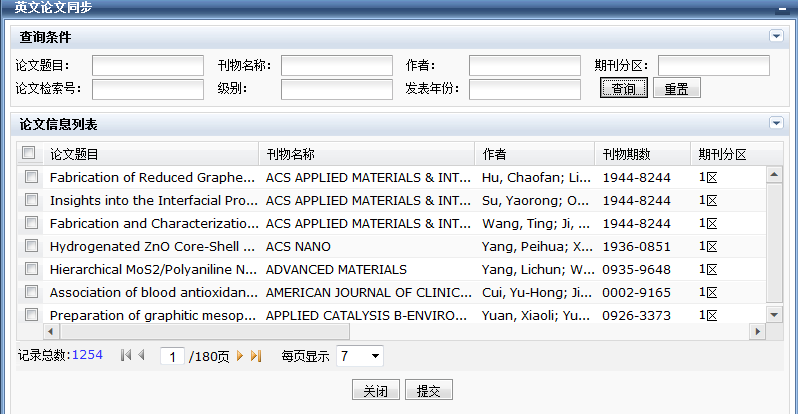 英文论文同步
查询条件
论文题目: 刊物名称: 作者: 期刊分区:
论文检索号: 级别: 发表年份: 查询 重置
论文信息列表
论文题目 刊物名称 作者 刊物期数 期刊分区
Fabrication of Reduced Graphe... ACS APPLIED MATERIALS & INT... Hu, Chaofan; Li... 1944-8244 1区
Insights into the Interfacial Pro... ACS APPLIED MATERIALS & INT... Su, Yaorong; O... 1944-8244 1区
Fabrication and Characterizatio... ACS APPLIED MATERIALS & INT... Wang, Ting; Ji, ... 1944-8244 1区
Hydrogenated ZnO Core-Shell ... ACS NANO Yang, Peihua; X... 1936-0851 1区
Hierarchical MoS2/Polyaniline N... ADVANCED MATERIALS Yang, Lichun; W... 0935-9648 1区
Association of blood antioxidan... AMERICAN JOURNAL OF CLINIC... Cui, Yu-Hong; Ji... 0002-9165 1区
Preparation of graphitic mesop... APPLIED CATALYSIS B-ENVIRO... Yuan, Xiaoli; Yu... 0926-3373 1区
记录总数:1254 1 /180页 每页显示 7
关闭 提交